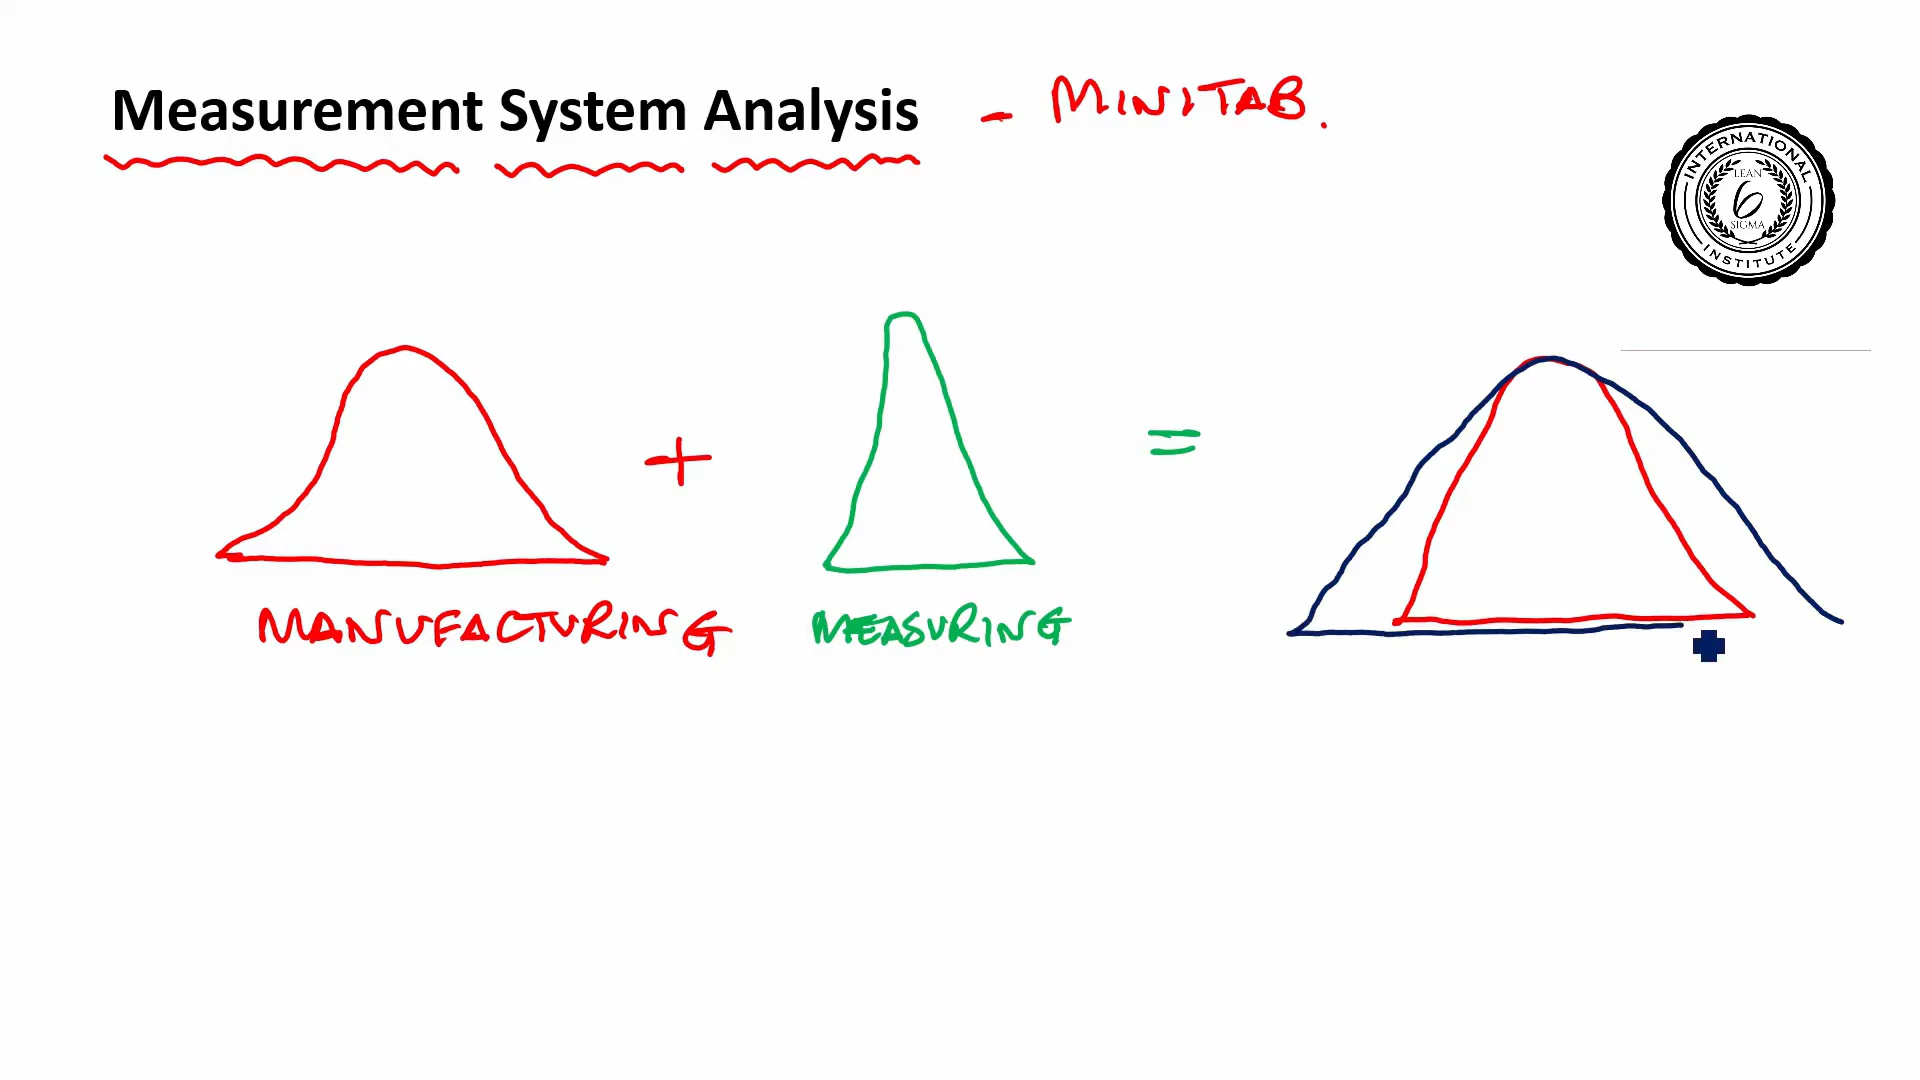 Measurement System Analysis - MINITAB.
INTERNATIONAL
LEAN
6
SIGMA
INSTITUTE
+
=
MANUFACTURING MEASURING